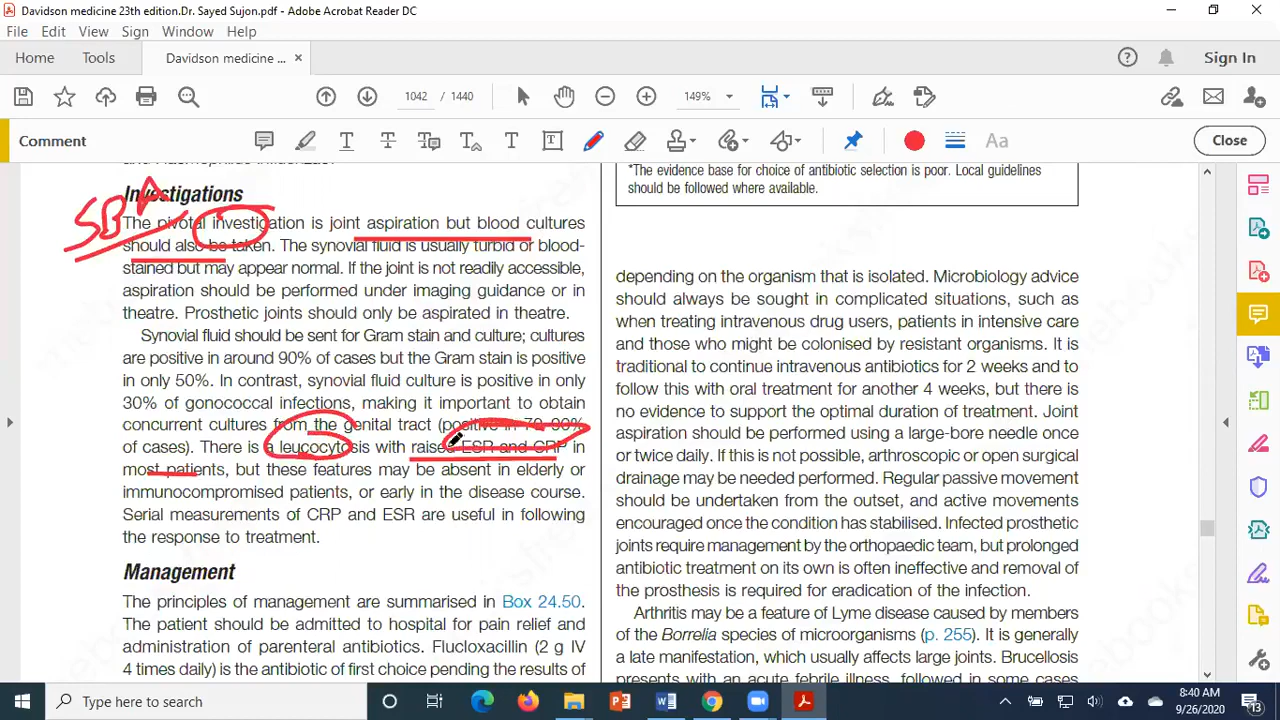 Davidson medicine 23th edition.Dr. Sayed Sujon.pdf - Adobe Acrobat Reader DC
File Edit View Sign Window Help
Home Tools Davidson medicine ... × Sign In
1042 / 1440 149%
Comment Aa Close
Investigations
SBA
The pivotal investigation is joint aspiration but blood cultures
should also be taken. The synovial fluid is usually turbid or blood-
stained but may appear normal. If the joint is not readily accessible,
aspiration should be performed under imaging guidance or in
theatre. Prosthetic joints should only be aspirated in theatre.
Synovial fluid should be sent for Gram stain and culture; cultures
are positive in around 90% of cases but the Gram stain is positive
in only 50%. In contrast, synovial fluid culture is positive in only
30% of gonococcal infections, making it important to obtain
concurrent cultures from the genital tract (positive in 70–90%
of cases). There is a leucocytosis with raised ESR and CRP in
most patients, but these features may be absent in elderly or
immunocompromised patients, or early in the disease course.
Serial measurements of CRP and ESR are useful in following
the response to treatment.
Management
The principles of management are summarised in Box 24.50.
The patient should be admitted to hospital for pain relief and
administration of parenteral antibiotics. Flucloxacillin (2 g IV
4 times daily) is the antibiotic of first choice pending the results of
*The evidence base for choice of antibiotic selection is poor. Local guidelines
should be followed where available.
depending on the organism that is isolated. Microbiology advice
should always be sought in complicated situations, such as
when treating intravenous drug users, patients in intensive care
and those who might be colonised by resistant organisms. It is
traditional to continue intravenous antibiotics for 2 weeks and to
follow this with oral treatment for another 4 weeks, but there is
no evidence to support the optimal duration of treatment. Joint
aspiration should be performed using a large-bore needle once
or twice daily. If this is not possible, arthroscopic or open surgical
drainage may be needed performed. Regular passive movement
should be undertaken from the outset, and active movements
encouraged once the condition has stabilised. Infected prosthetic
joints require management by the orthopaedic team, but prolonged
antibiotic treatment on its own is often ineffective and removal of
the prosthesis is required for eradication of the infection.
Arthritis may be a feature of Lyme disease caused by members
of the Borrelia species of microorganisms (p. 255). It is generally
a late manifestation, which usually affects large joints. Brucellosis
presents with an acute febrile illness, followed in some cases
Type here to search
8:40 AM
9/26/2020
13